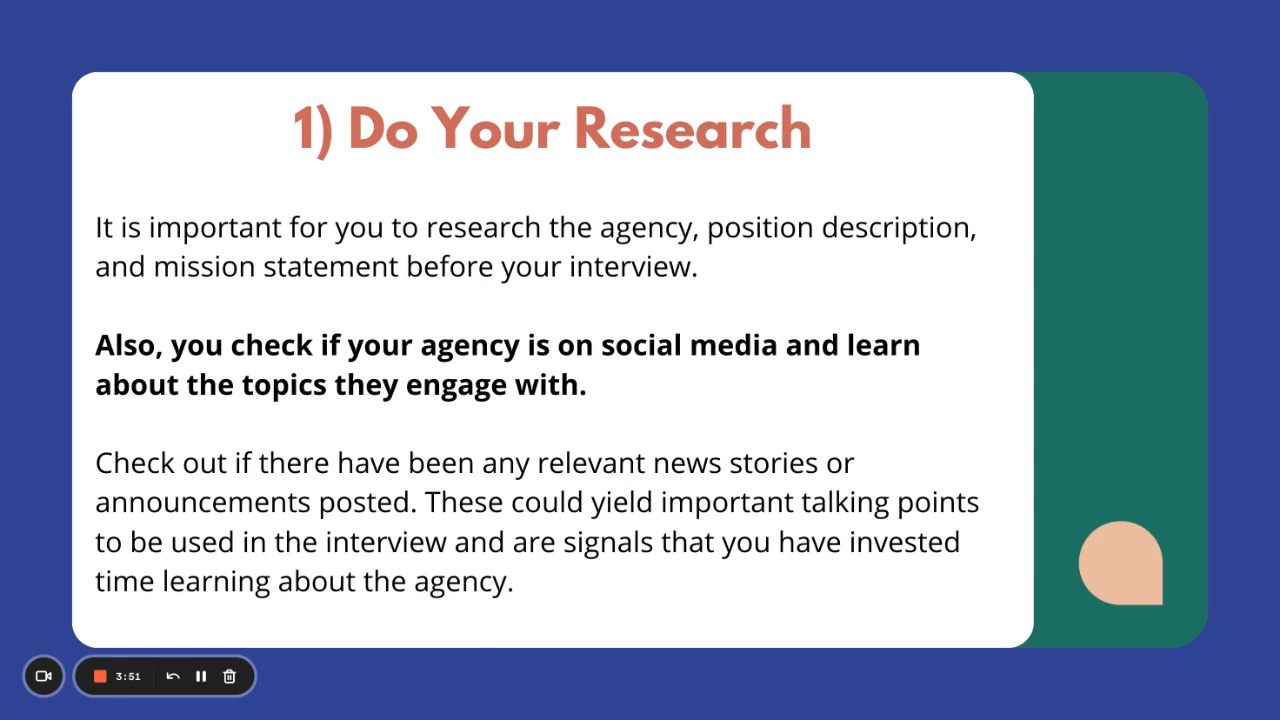 1) Do Your Research
It is important for you to research the agency, position description,
and mission statement before your interview.
Also, you check if your agency is on social media and learn
about the topics they engage with.
Check out if there have been any relevant news stories or
announcements posted. These could yield important talking points
to be used in the interview and are signals that you have invested
time learning about the agency.
3:51